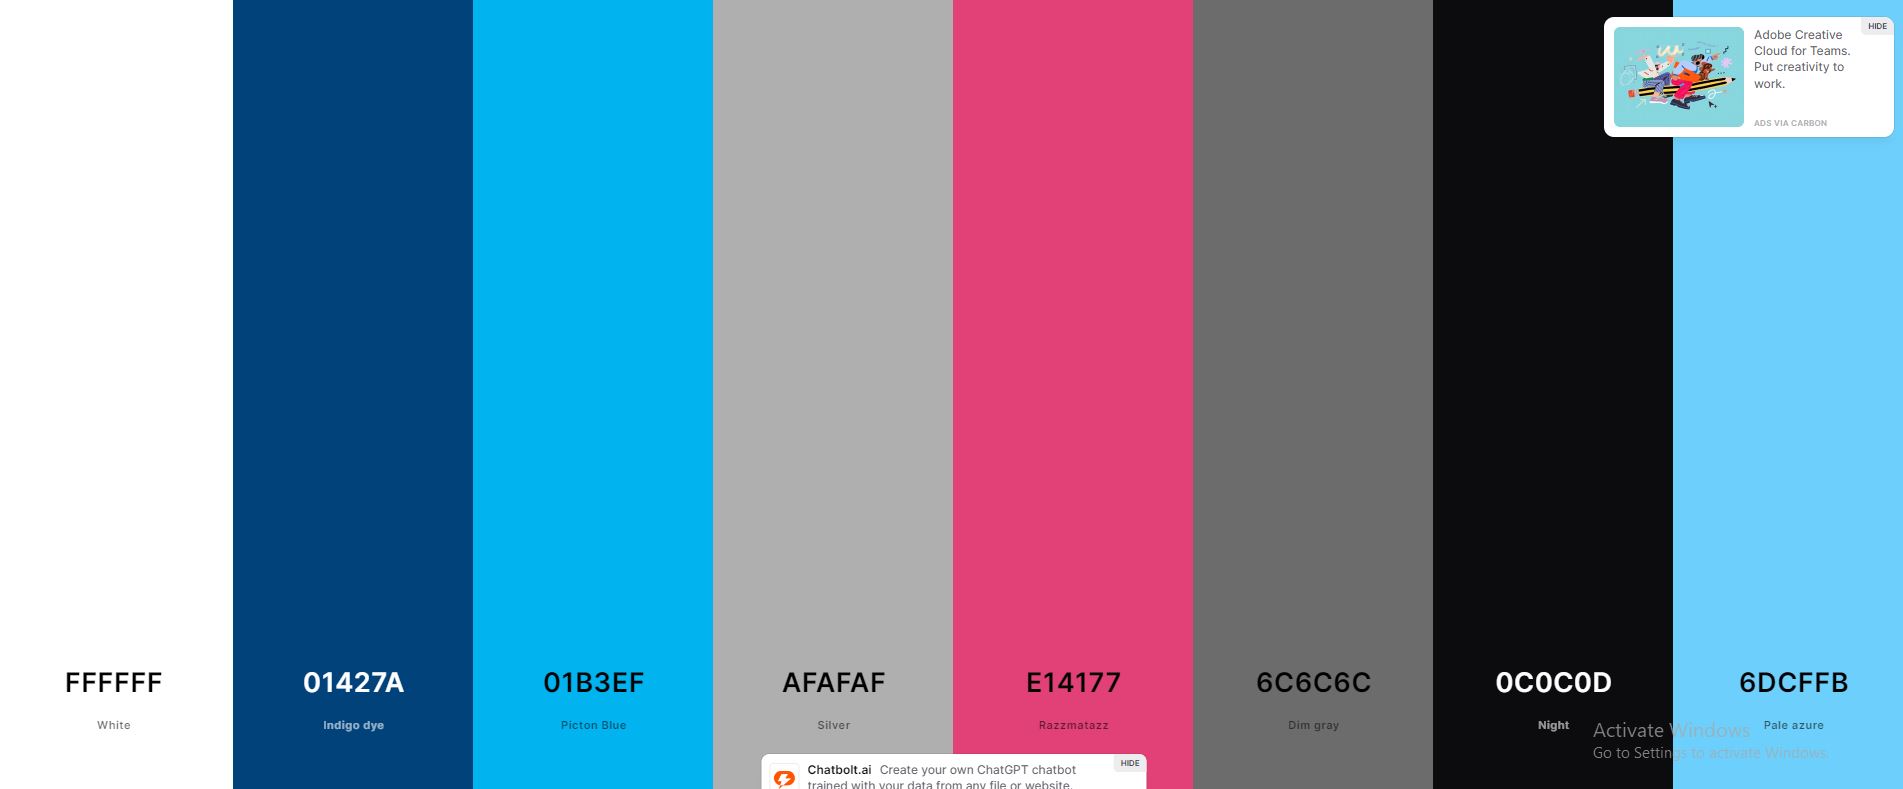 HIDE
Adobe Creative
Cloud for Teams.
Put creativity to
work.
ADS VIA CARBON
FFFFFF
01427A
01B3EF
AFAFAF
E14177
6C6C6C
0C0C0D
6DCFFB
White
Indigo dye
Picton Blue
Silver
Razzmatazz
Dim gray
Night
Pale azure
Activate Windows
Go to Settings to activate Windows.
Chatbolt.ai Create your own ChatGPT chatbot
trained with your data from any file or website.
HIDE